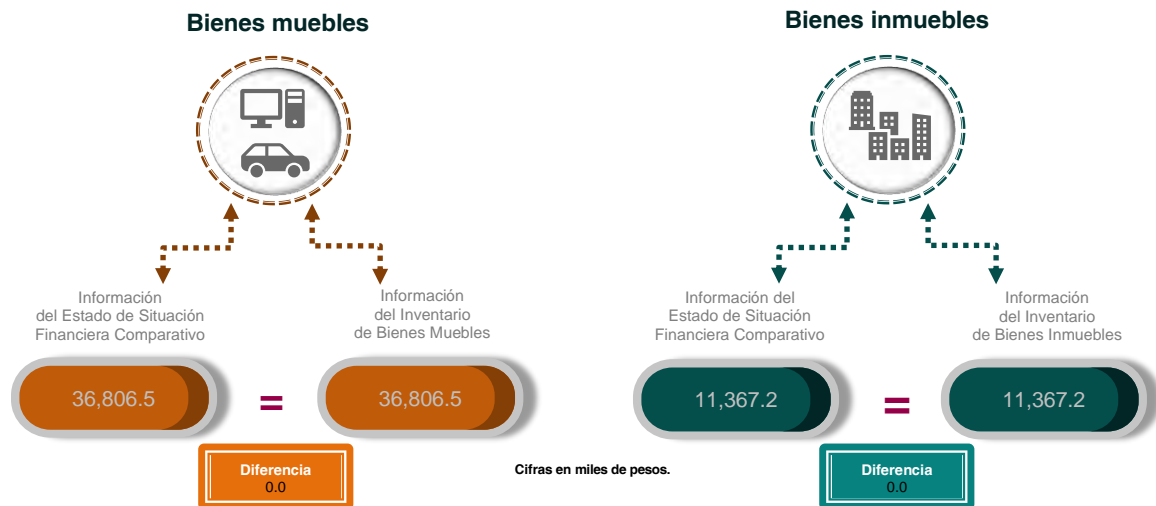 Bienes muebles
Información
del Estado de Situación
Financiera Comparativo
Información
del Inventario
de Bienes Muebles
36,806.5
=
36,806.5
Diferencia
0.0
Bienes inmuebles
Información del
Estado de Situación
Financiera Comparativo
Información
del Inventario
de Bienes Inmuebles
11,367.2
=
11,367.2
Diferencia
0.0
Cifras en miles de pesos.